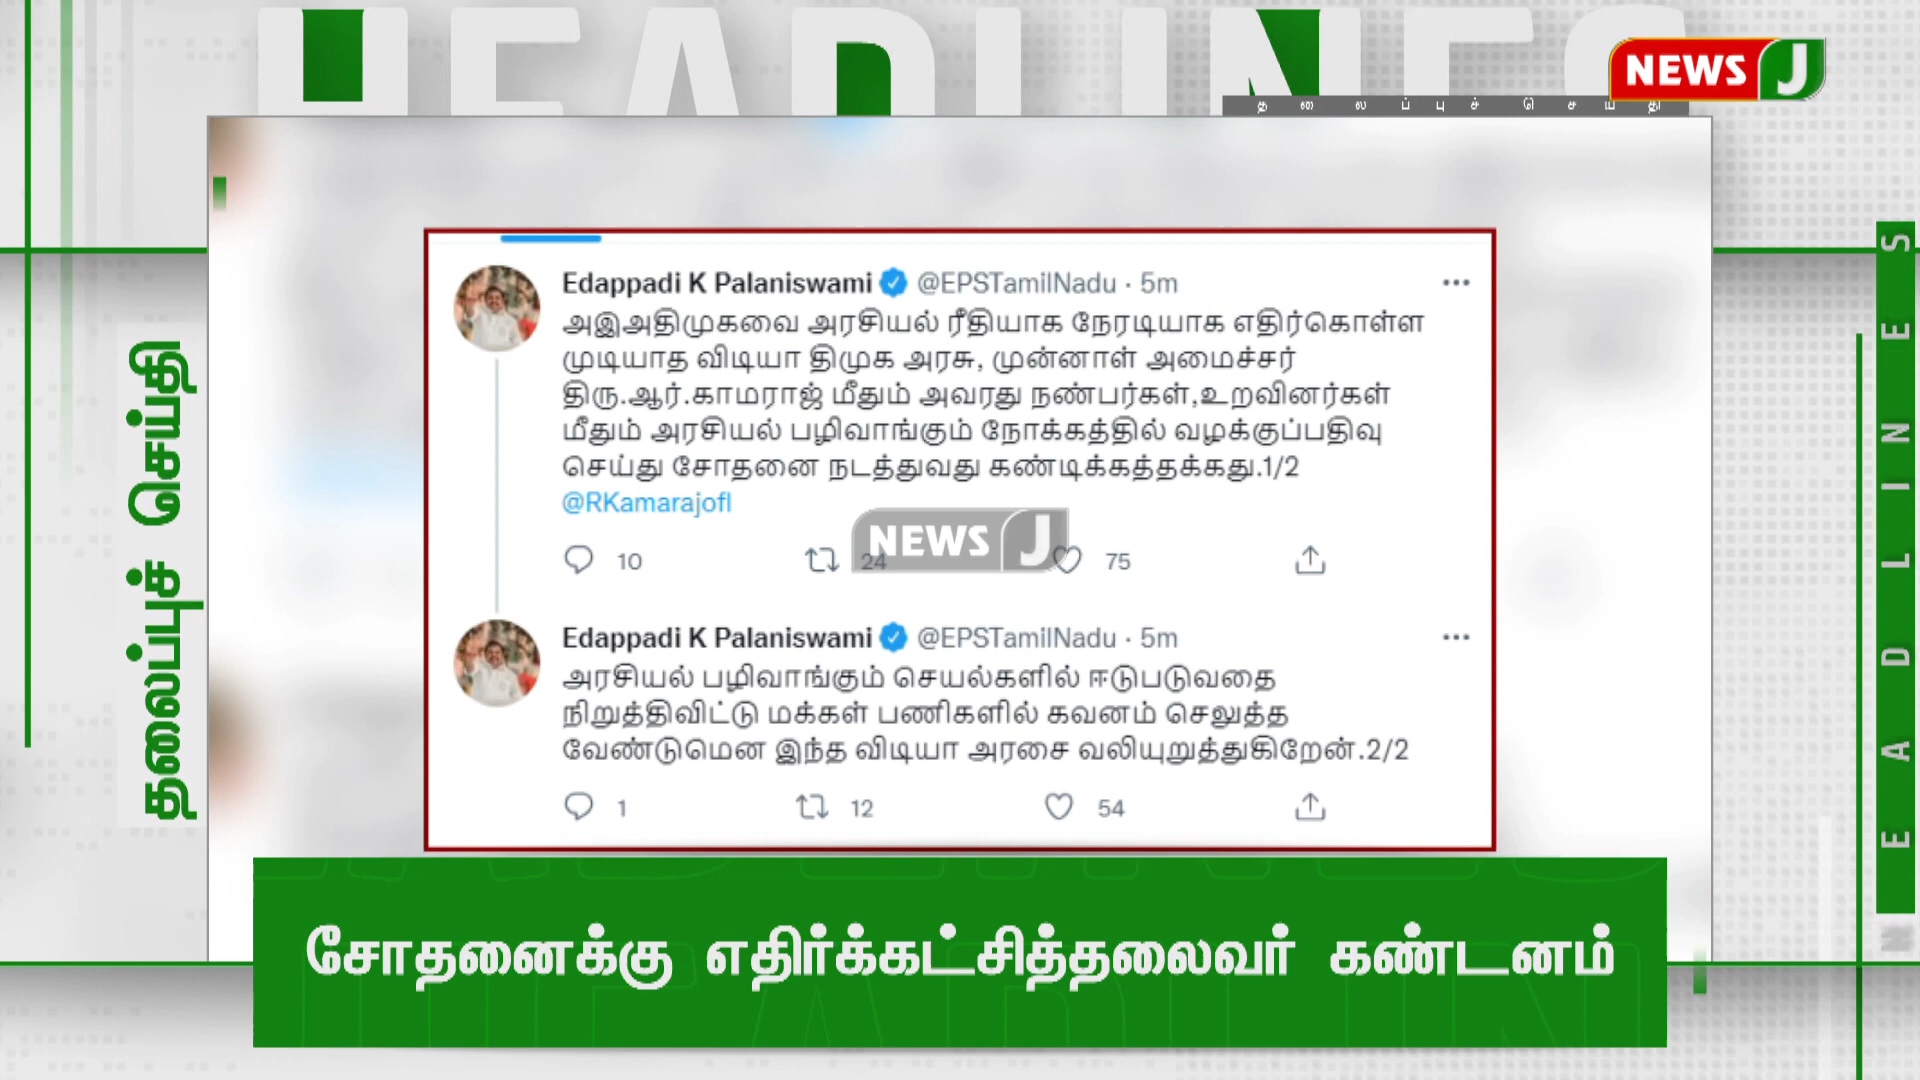 HEADLINES
NEWS J
தலைப்புச் செய்தி
Edappadi K Palaniswami @EPSTamilNadu · 5m
அஇஅதிமுகவை அரசியல் ரீதியாக நேரடியாக எதிர்கொள்ள
முடியாத விடியா திமுக அரசு, முன்னாள் அமைச்சர்
திரு.ஆர்.காமராஜ் மீதும் அவரது நண்பர்கள்,உறவினர்கள்
மீதும் அரசியல் பழிவாங்கும் நோக்கத்தில் வழக்குப்பதிவு
செய்து சோதனை நடத்துவது கண்டிக்கத்தக்கது.1/2
@RKamarajofl
NEWS J
10 24 75
Edappadi K Palaniswami @EPSTamilNadu · 5m
அரசியல் பழிவாங்கும் செயல்களில் ஈடுபடுவதை
நிறுத்திவிட்டு மக்கள் பணிகளில் கவனம் செலுத்த
வேண்டுமென இந்த விடியா அரசை வலியுறுத்துகிறேன்.2/2
1 12 54
சோதனைக்கு எதிர்க்கட்சித்தலைவர் கண்டனம்
தலைப்புச் செய்தி
EADLINES